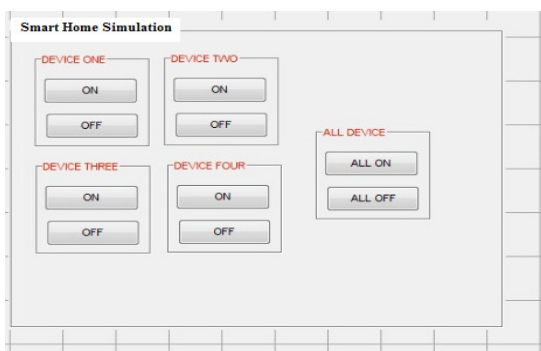 Smart Home Simulation
DEVICE ONE
ON
OFF
DEVICE TWO
ON
OFF
DEVICE THREE
ON
OFF
DEVICE FOUR
ON
OFF
ALL DEVICE
ALL ON
ALL OFF